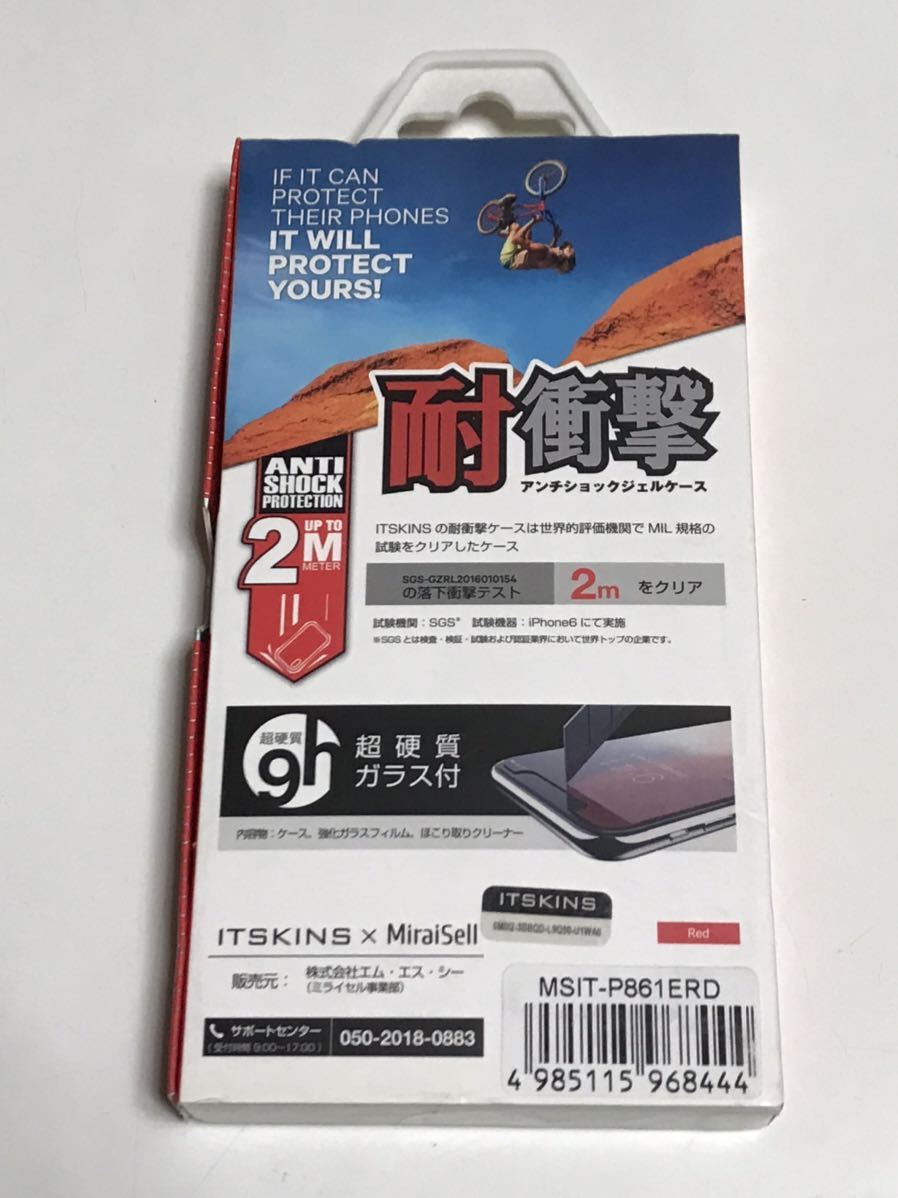 IF IT CAN
PROTECT
THEIR PHONES
IT WILL
PROTECT
YOURS!
耐衝撃
アンチショックジェルケース
ANTI
SHOCK
PROTECTION
2 UP TO
M
METER
ITSKINS の耐衝撃ケースは世界的評価機関で MIL 規格の
試験をクリアしたケース
SGS-GZRL2016010154
の落下衝撃テスト
2m をクリア
試験機関：SGS* 試験機器：iPhone6 にて実施
※SGS とは検査・検証・試験および認証業界において世界トップの企業です。
超硬質
9h
超硬質
ガラス付
内容物：ケース、強化ガラスフィルム、ほこり取りクリーナー
ITSKINS
ITSKINS × MiraiSell
Red
販売元： 株式会社エム・エス・シー
（ミライセル事業部）
サポートセンター
（受付時間 9:00〜17:00）
050-2018-0883
MSIT-P861ERD
4 985115 968444